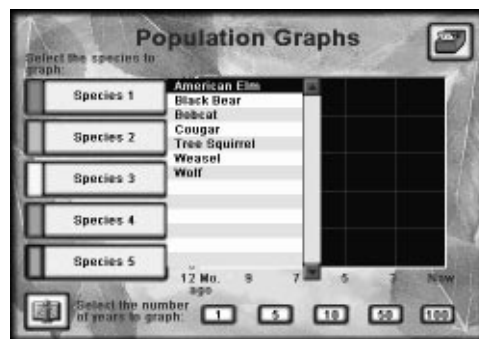 Population Graphs
Select the species to
graph:
Species 1
Species 2
Species 3
Species 4
Species 5
American Elm
Black Bear
Bobcat
Cougar
Tree Squirrel
Weasel
Wolf
12 Mo.
ago
9
7
5
3
Now
Select the number
of years to graph:
1
5
10
50
100